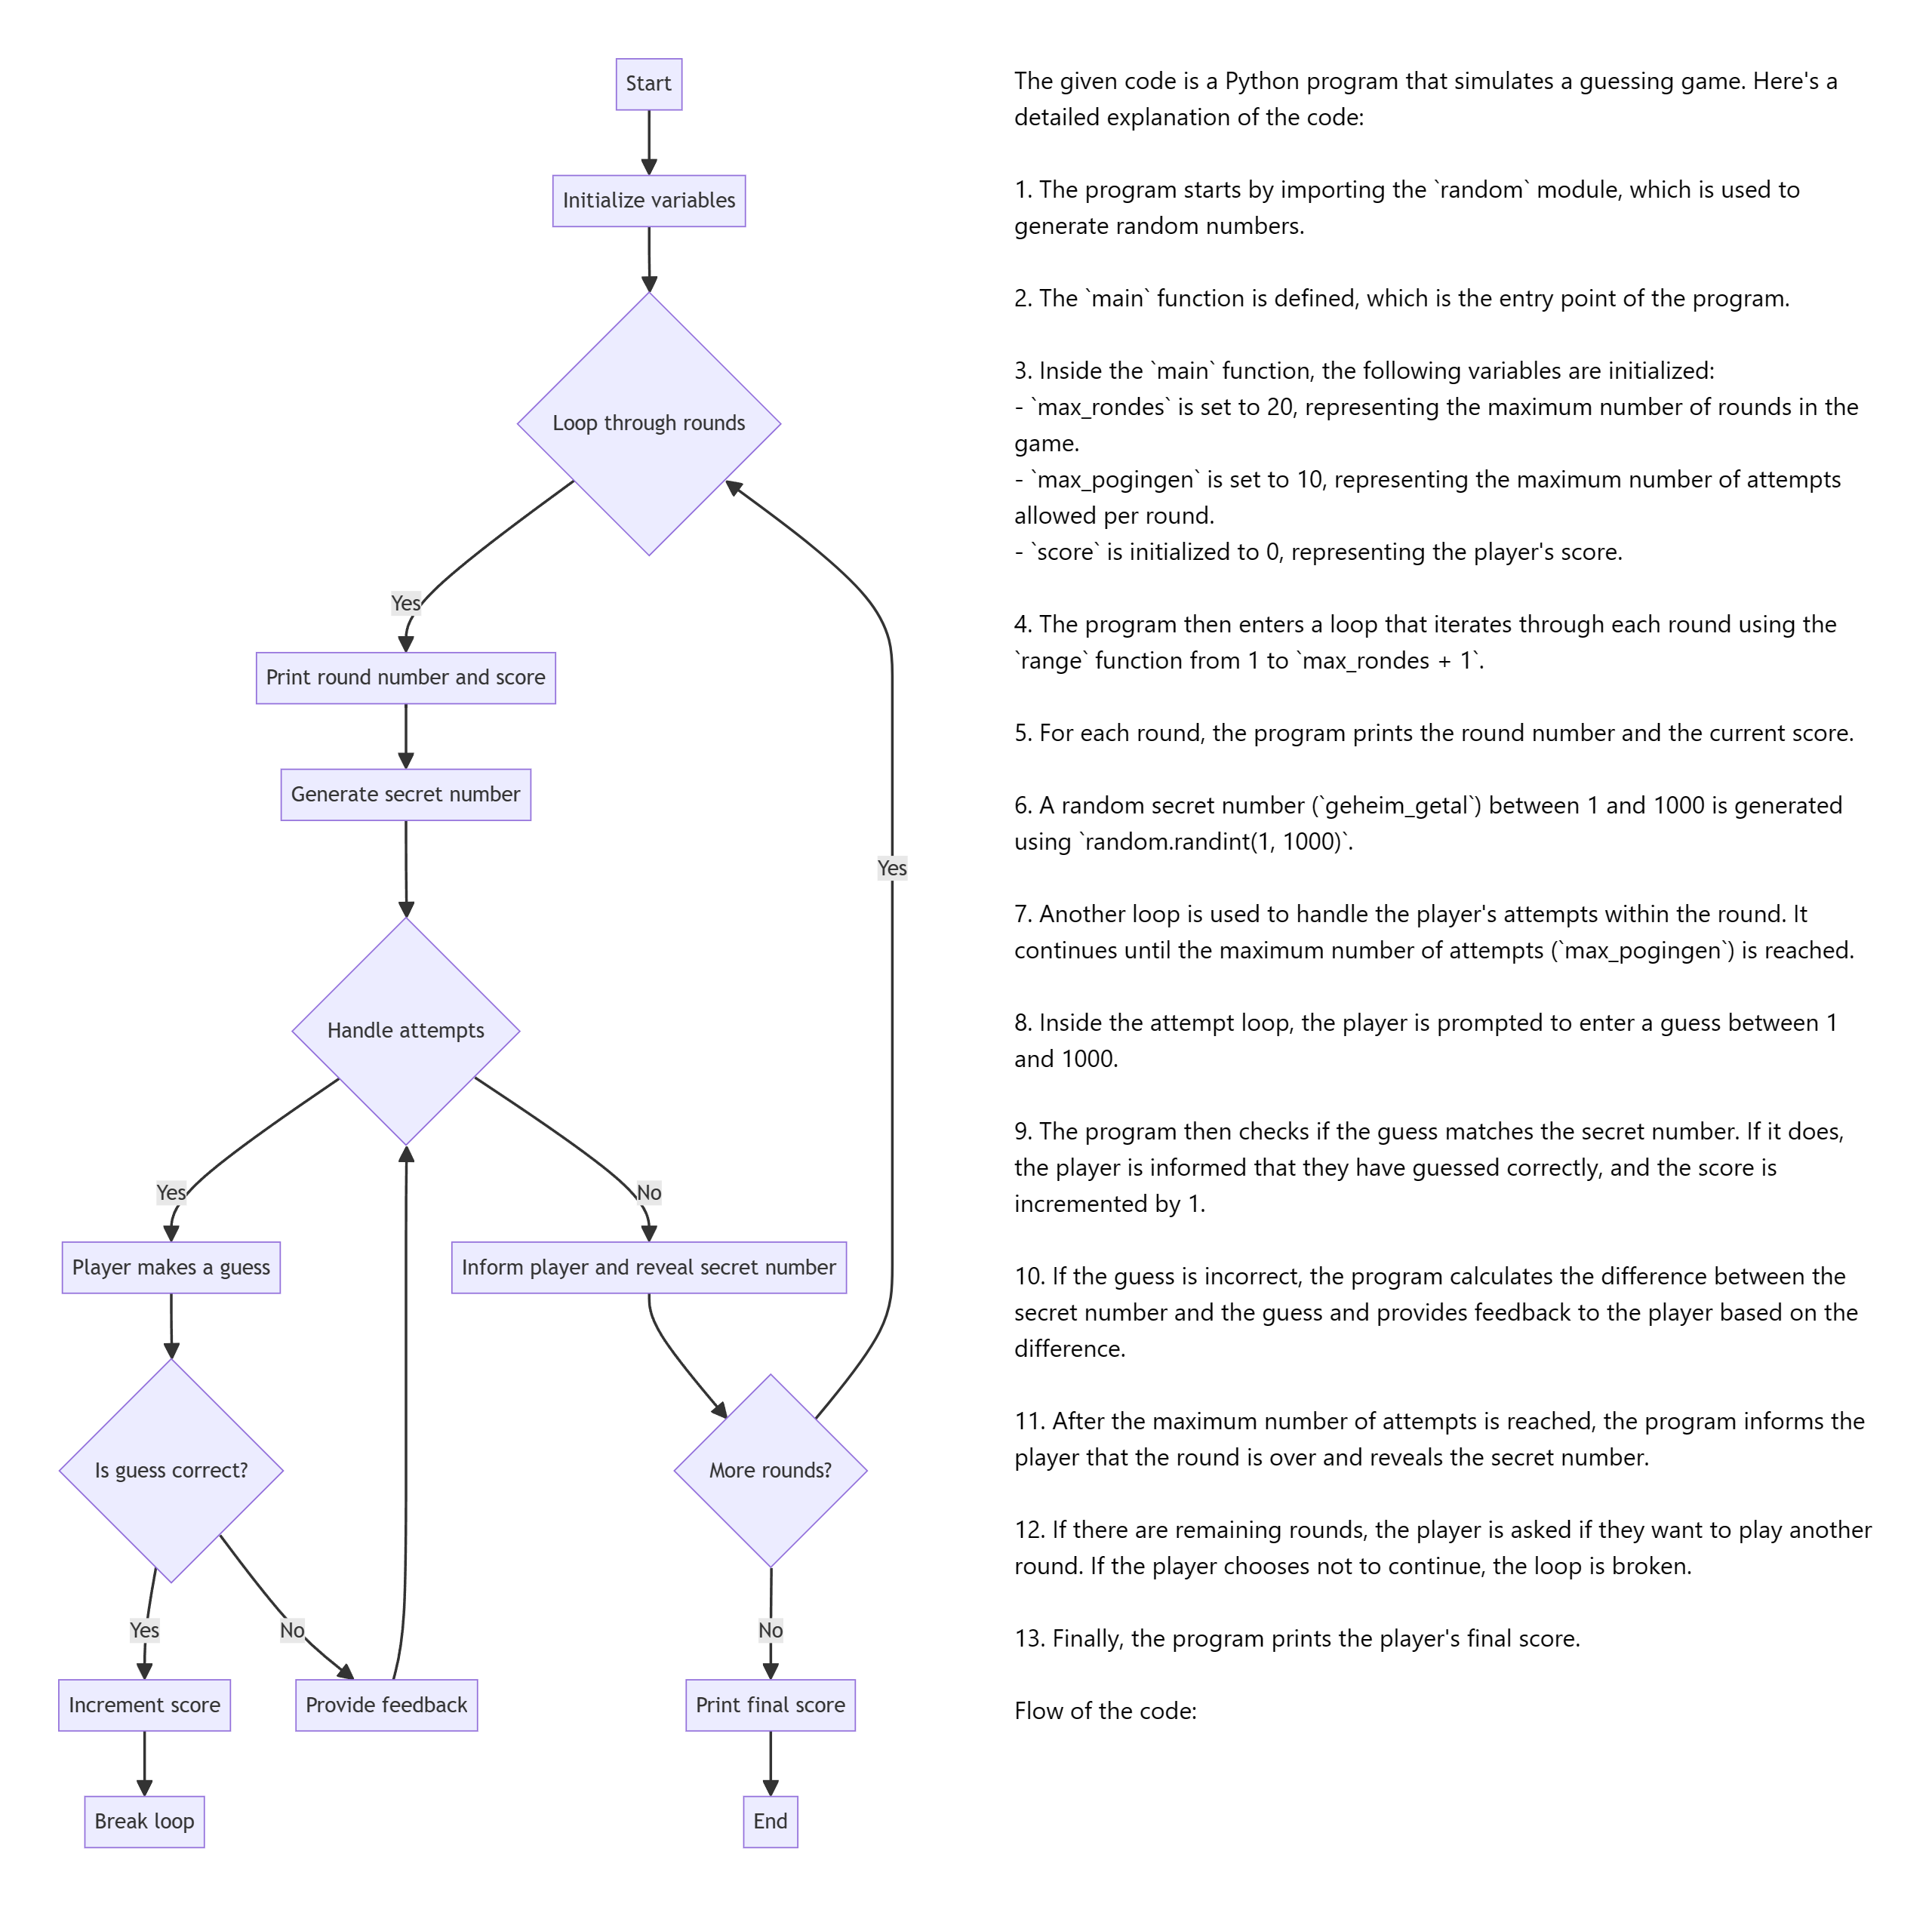 Start
Initialize variables
Loop through rounds
Yes
Print round number and score
Generate secret number
Yes
Handle attempts
Yes
No
Player makes a guess
Inform player and reveal secret number
Is guess correct?
More rounds?
Yes
No
No
Increment score
Provide feedback
Print final score
Break loop
End
The given code is a Python program that simulates a guessing game. Here's a
detailed explanation of the code:
1. The program starts by importing the `random` module, which is used to
generate random numbers.
2. The `main` function is defined, which is the entry point of the program.
3. Inside the `main` function, the following variables are initialized:
- `max_rondes` is set to 20, representing the maximum number of rounds in the
game.
- `max_pogingen` is set to 10, representing the maximum number of attempts
allowed per round.
- `score` is initialized to 0, representing the player's score.
4. The program then enters a loop that iterates through each round using the
`range` function from 1 to `max_rondes + 1`.
5. For each round, the program prints the round number and the current score.
6. A random secret number (`geheim_getal`) between 1 and 1000 is generated
using `random.randint(1, 1000)`.
7. Another loop is used to handle the player's attempts within the round. It
continues until the maximum number of attempts (`max_pogingen`) is reached.
8. Inside the attempt loop, the player is prompted to enter a guess between 1
and 1000.
9. The program then checks if the guess matches the secret number. If it does,
the player is informed that they have guessed correctly, and the score is
incremented by 1.
10. If the guess is incorrect, the program calculates the difference between the
secret number and the guess and provides feedback to the player based on the
difference.
11. After the maximum number of attempts is reached, the program informs the
player that the round is over and reveals the secret number.
12. If there are remaining rounds, the player is asked if they want to play another
round. If the player chooses not to continue, the loop is broken.
13. Finally, the program prints the player's final score.
Flow of the code: